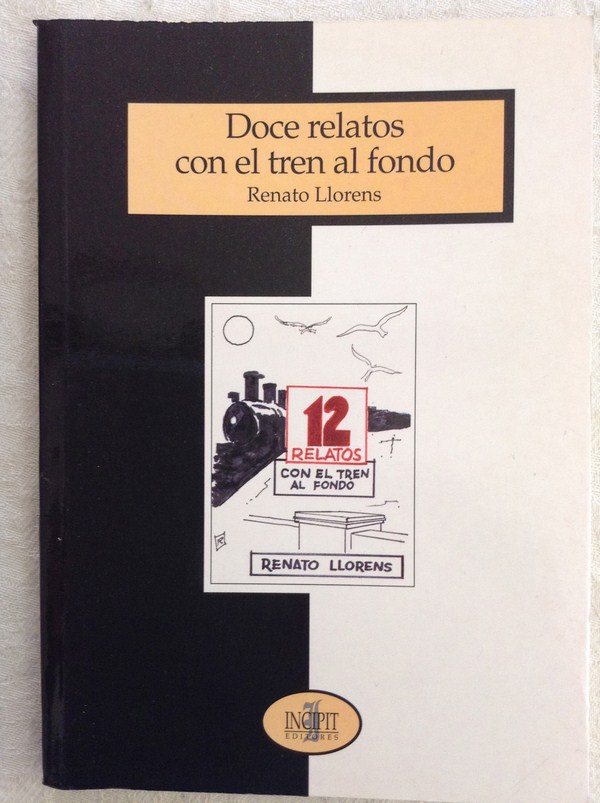 Doce relatos
con el tren al fondo
Renato Llorens
12
RELATOS
CON EL TREN
AL FONDO
RENATO LLORENS
INCIPIT
EDITORES